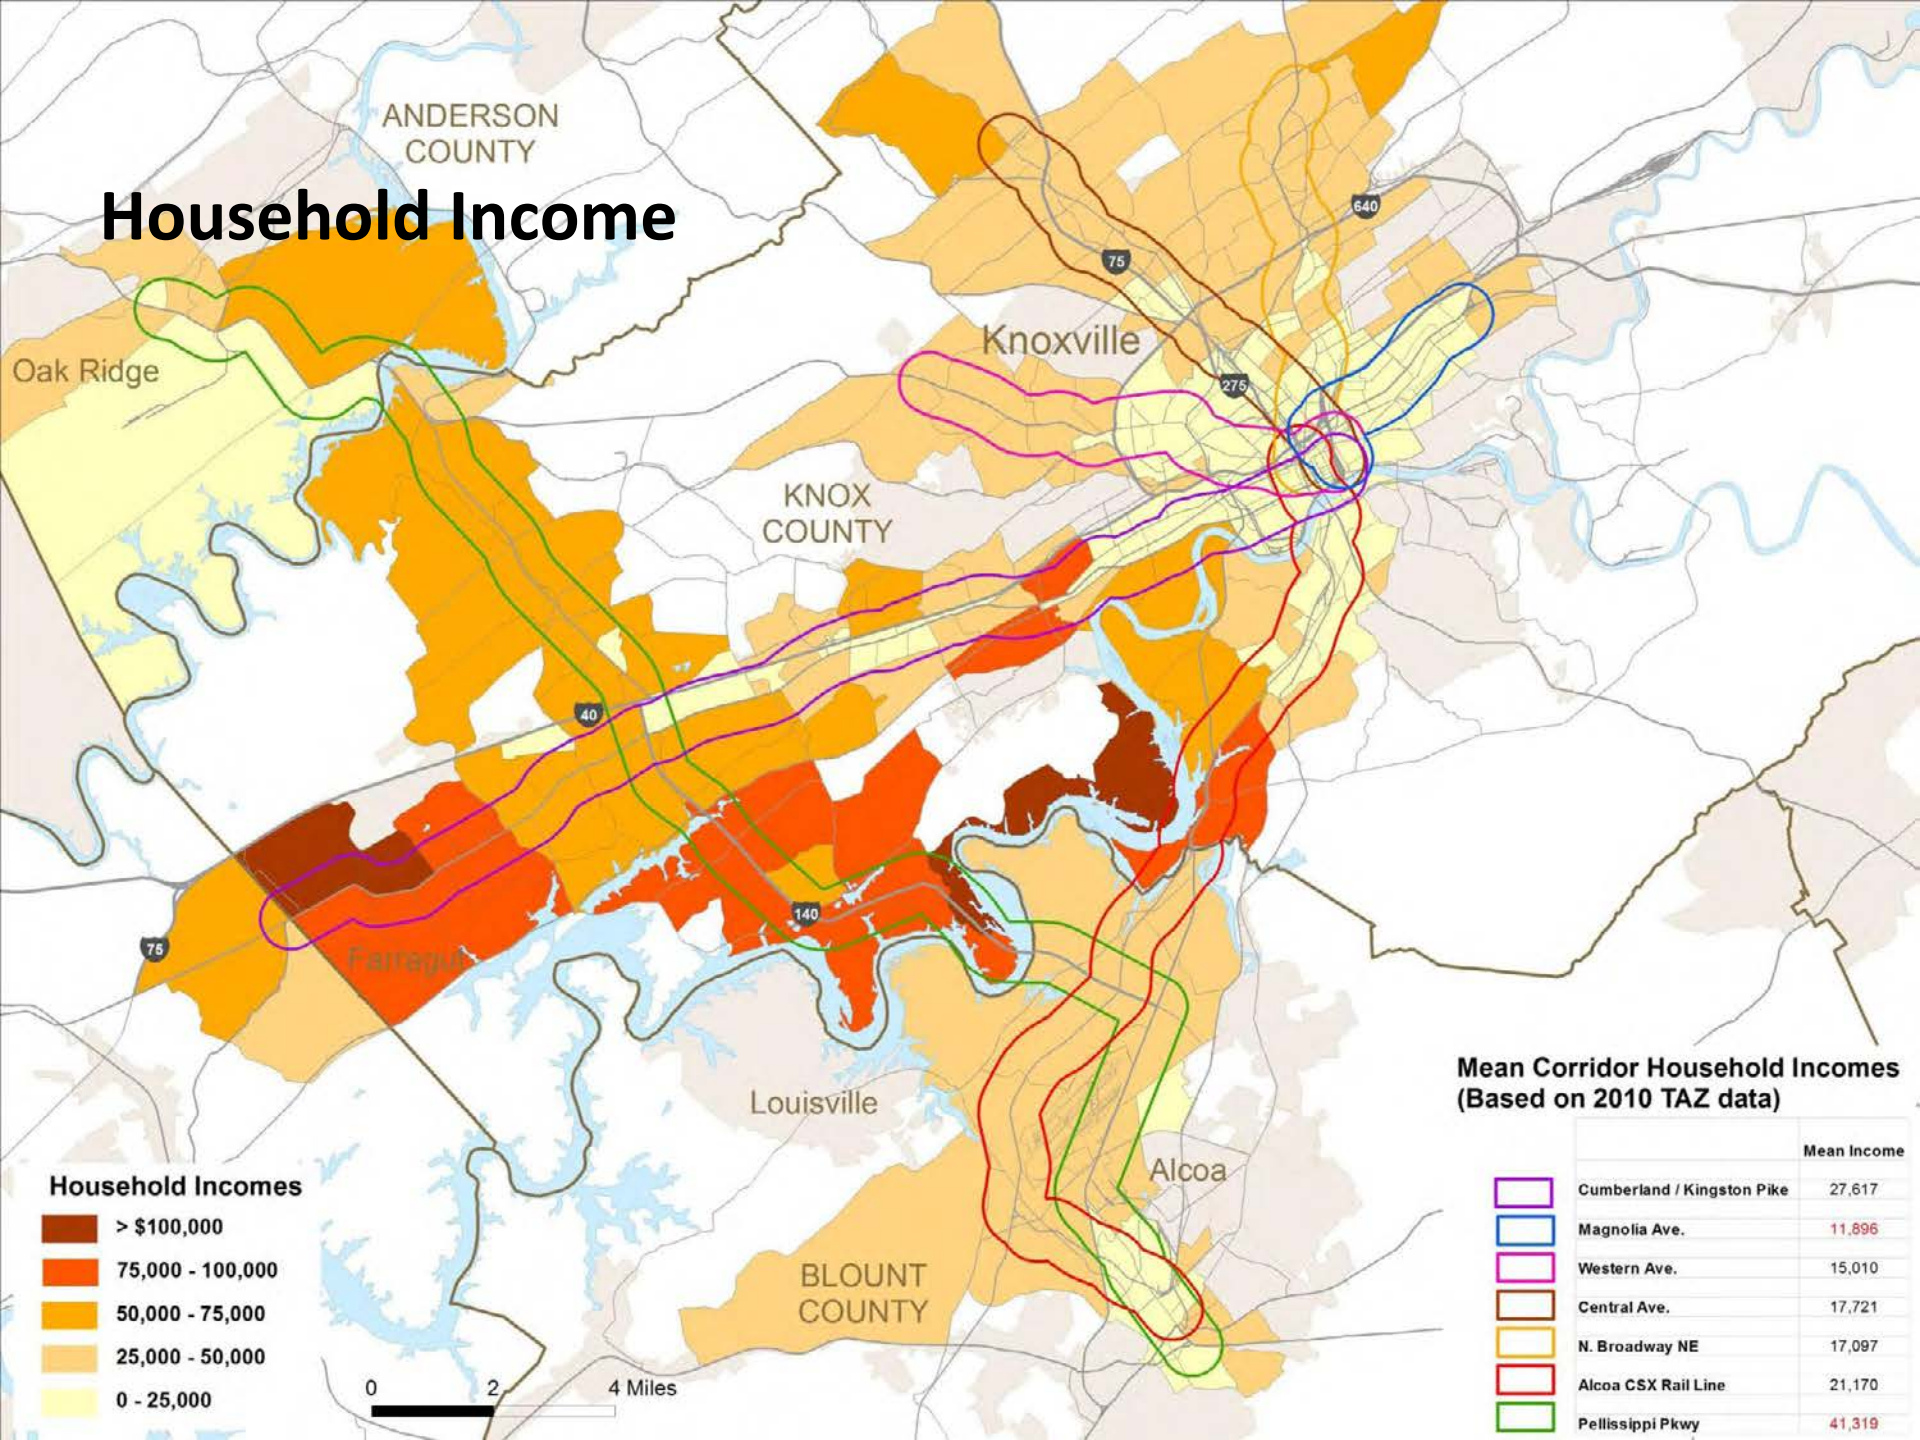 ANDERSON
COUNTY
Household Income
640
75
Knoxville
Oak Ridge
275
KNOX
COUNTY
40
140
75
Farragut
Louisville
Alcoa
BLOUNT
COUNTY
Household Incomes
> $100,000
75,000 - 100,000
50,000 - 75,000
25,000 - 50,000
0 - 25,000
0 2 4 Miles
Mean Corridor Household Incomes
(Based on 2010 TAZ data)
Mean Income
Cumberland / Kingston Pike 27,617
Magnolia Ave. 11,896
Western Ave. 15,010
Central Ave. 17,721
N. Broadway NE 17,097
Alcoa CSX Rail Line 21,170
Pellissippi Pkwy 41,319